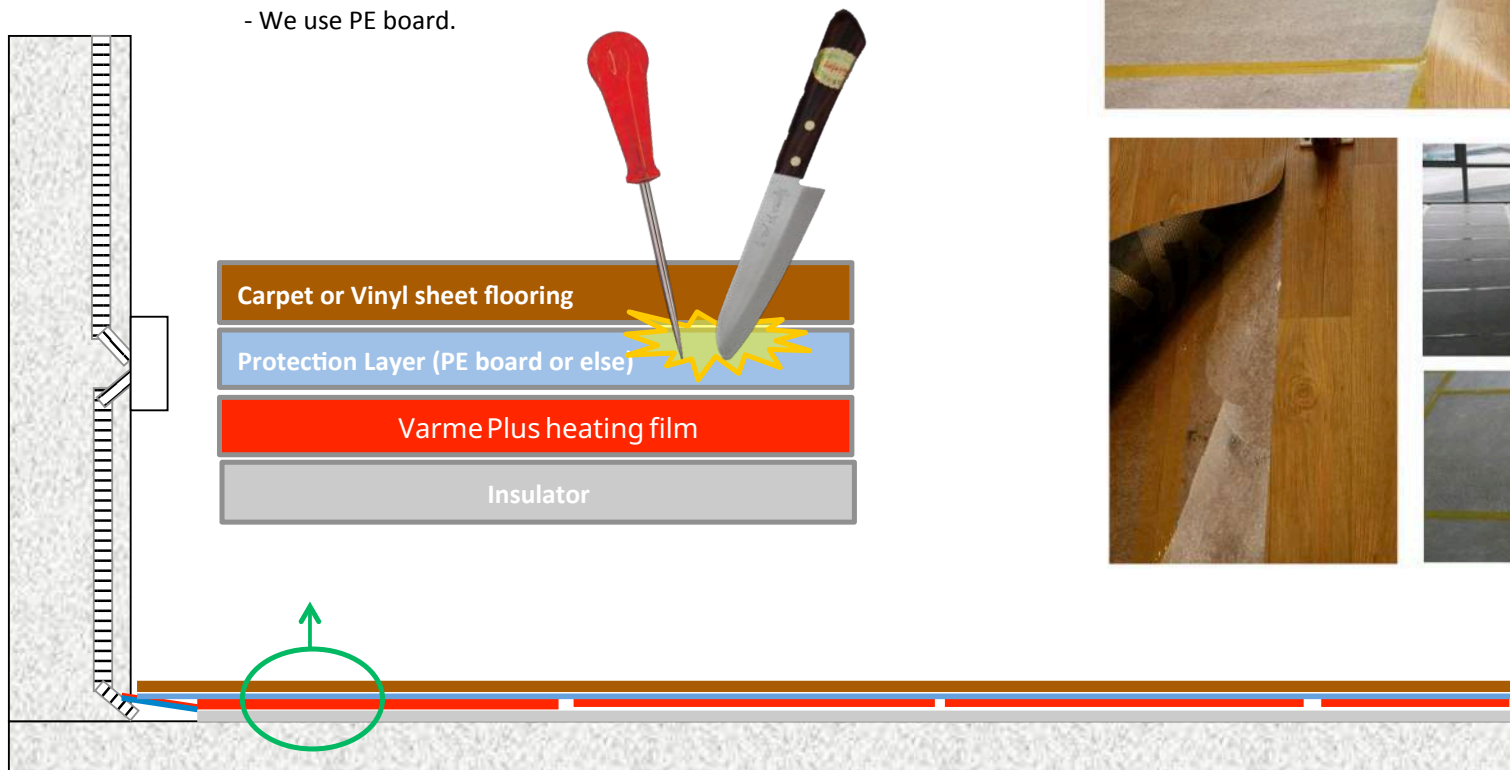 - We use PE board.
Carpet or Vinyl sheet flooring
Protection Layer (PE board or else)
Varme Plus heating film
Insulator